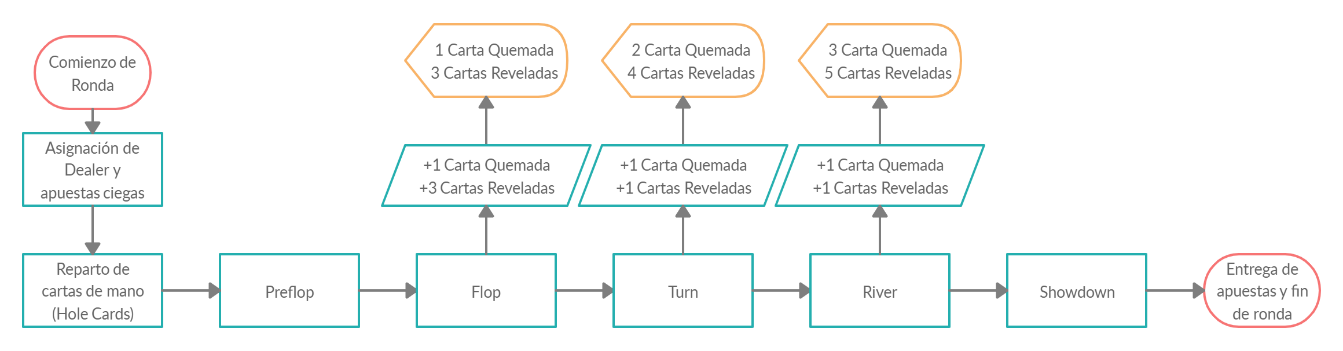 Comienzo de
Ronda
Asignación de
Dealer y
apuestas ciegas
Reparto de
cartas de mano
(Hole Cards)
Preflop
Flop
+1 Carta Quemada
+3 Cartas Reveladas
1 Carta Quemada
3 Cartas Reveladas
Turn
+1 Carta Quemada
+1 Cartas Reveladas
2 Carta Quemada
4 Cartas Reveladas
River
+1 Carta Quemada
+1 Cartas Reveladas
3 Carta Quemada
5 Cartas Reveladas
Showdown
Entrega de
apuestas y fin
de ronda